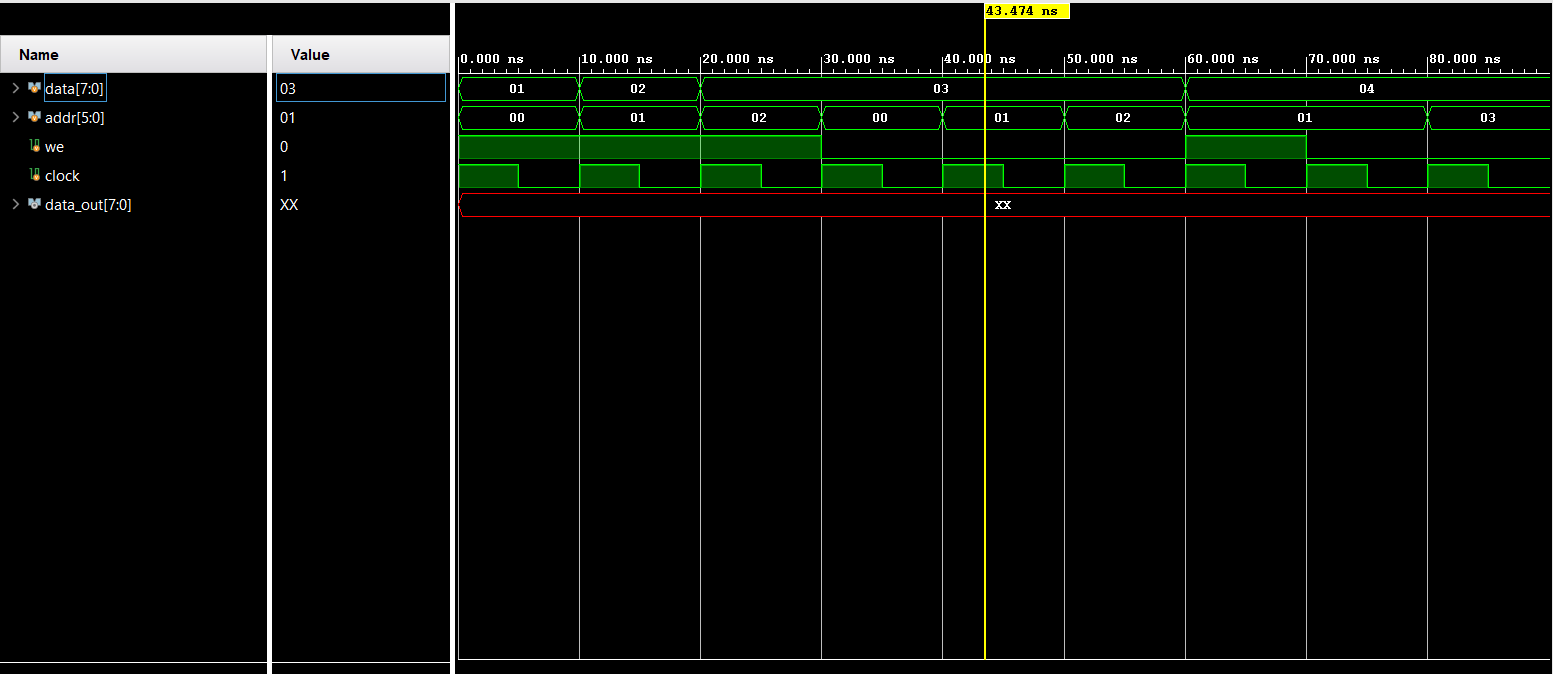 43.474 ns
Name Value
0.000 ns 10.000 ns 20.000 ns 30.000 ns 40.000 ns 50.000 ns 60.000 ns 70.000 ns 80.000 ns
data[7:0] 03 01 02 03 04
addr[5:0] 01 00 01 02 00 01 02 01 03
we 0
clock 1
data_out[7:0] XX XX